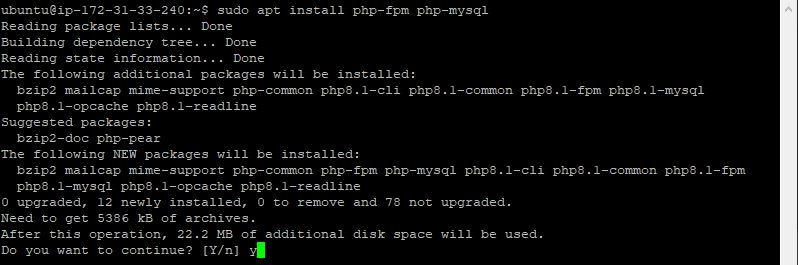 ubuntu@ip-172-31-33-240:~$ sudo apt install php-fpm php-mysql
Reading package lists... Done
Building dependency tree... Done
Reading state information... Done
The following additional packages will be installed:
  bzip2 mailcap mime-support php-common php8.1-cli php8.1-common php8.1-fpm php8.1-mysql
  php8.1-opcache php8.1-readline
Suggested packages:
  bzip2-doc php-pear
The following NEW packages will be installed:
  bzip2 mailcap mime-support php-common php-fpm php-mysql php8.1-cli php8.1-common php8.1-fpm
  php8.1-mysql php8.1-opcache php8.1-readline
0 upgraded, 12 newly installed, 0 to remove and 78 not upgraded.
Need to get 5386 kB of archives.
After this operation, 22.2 MB of additional disk space will be used.
Do you want to continue? [Y/n] y